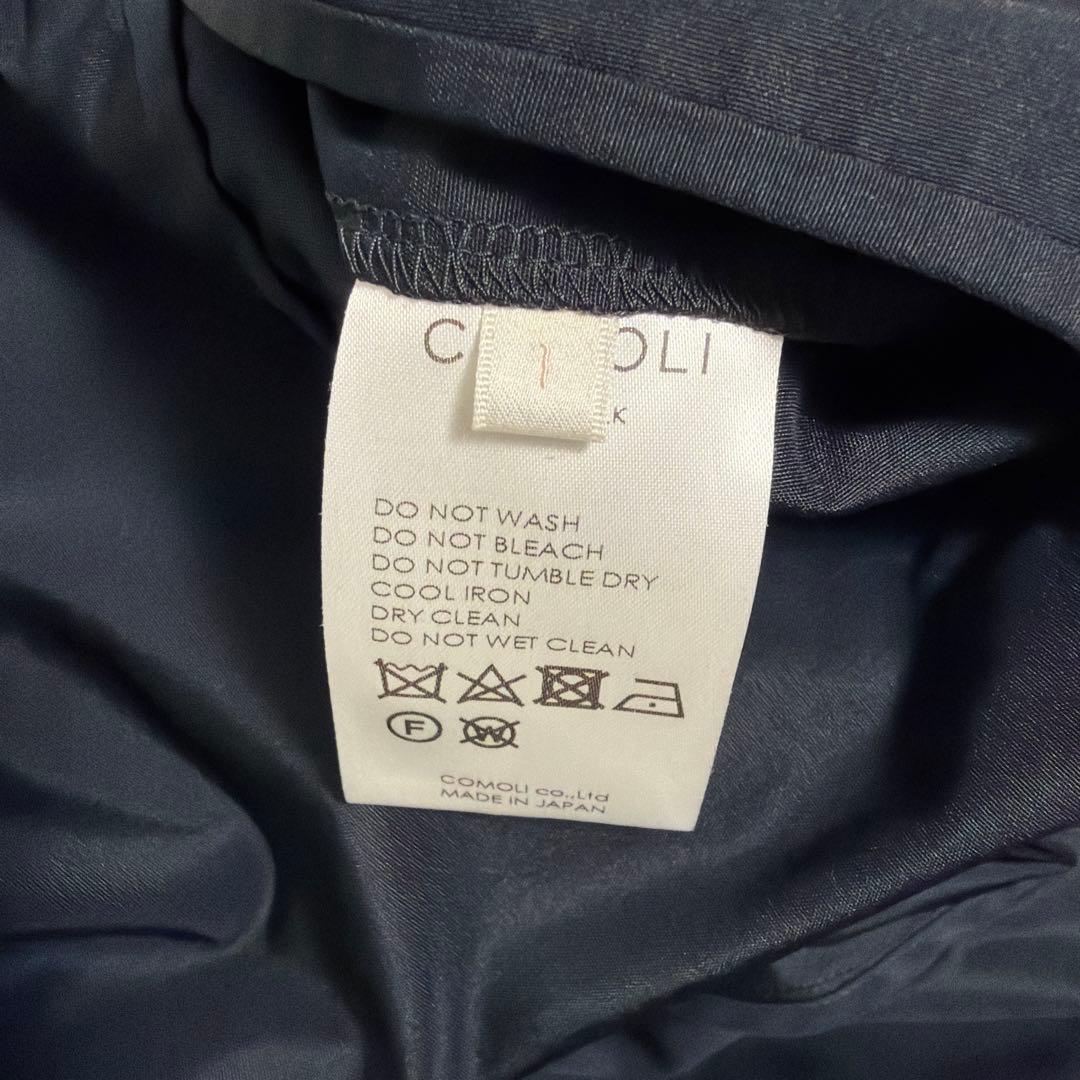 C OLI
1
LK
DO NOT WASH
DO NOT BLEACH
DO NOT TUMBLE DRY
COOL IRON
DRY CLEAN
DO NOT WET CLEAN
F W
COMOLI co.,Ltd
MADE IN JAPAN